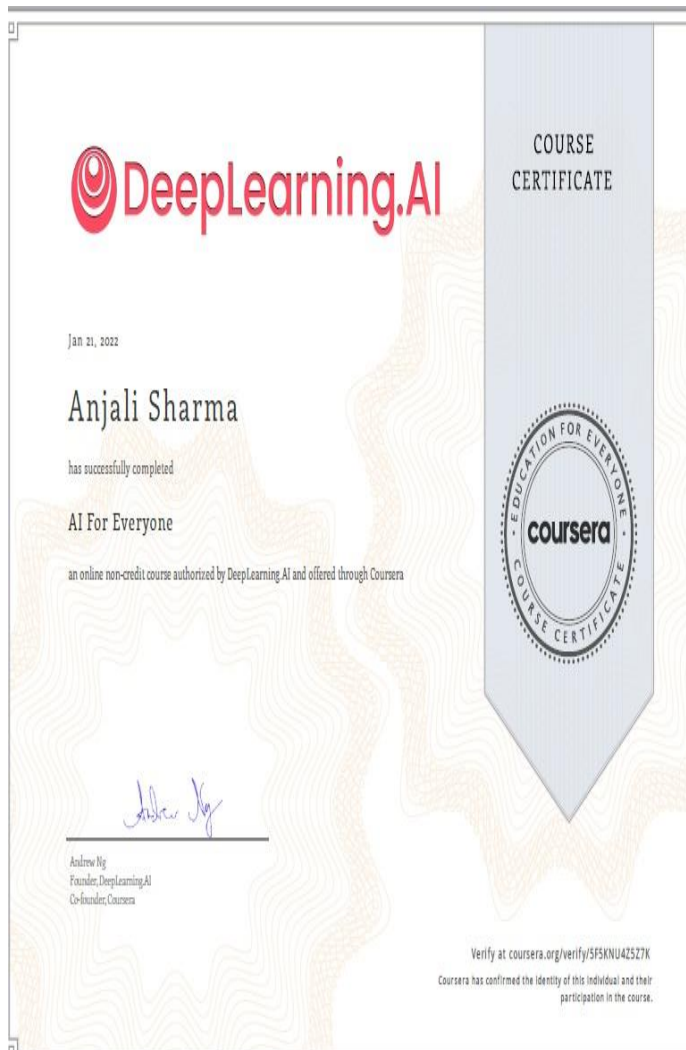 DeepLearning.AI
COURSE
CERTIFICATE
Jan 21, 2022
Anjali Sharma
has successfully completed
AI For Everyone
an online non-credit course authorized by DeepLearning.AI and offered through Coursera
EDUCATION FOR EVERYONE
coursera
COURSE CERTIFICATE
Andrew Ng
Andrew Ng
Founder, DeepLearning.AI
Co-founder, Coursera
Verify at coursera.org/verify/5F5KNU4Z5Z7K
Coursera has confirmed the identity of this individual and their
participation in the course.